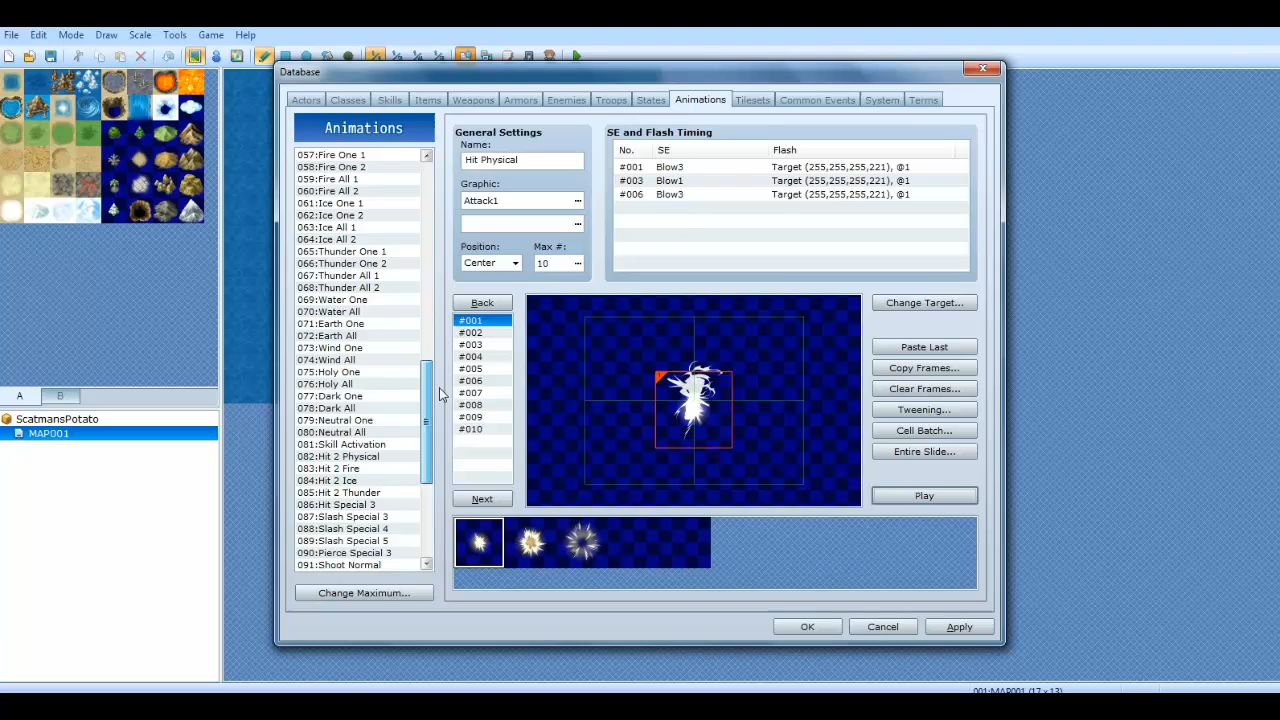 File Edit Mode Draw Scale Tools Game Help
Database
Actors Classes Skills Items Weapons Armors Enemies Troops States Animations Tilesets Common Events System Terms
Animations
057:Fire One 1
058:Fire One 2
059:Fire All 1
060:Fire All 2
061:Ice One 1
062:Ice One 2
063:Ice All 1
064:Ice All 2
065:Thunder One 1
066:Thunder One 2
067:Thunder All 1
068:Thunder All 2
069:Water One
070:Water All
071:Earth One
072:Earth All
073:Wind One
074:Wind All
075:Holy One
076:Holy All
077:Dark One
078:Dark All
079:Neutral One
080:Neutral All
081:Skill Activation
082:Hit 2 Physical
083:Hit 2 Fire
084:Hit 2 Ice
085:Hit 2 Thunder
086:Hit Special 3
087:Slash Special 3
088:Slash Special 4
089:Slash Special 5
090:Pierce Special 3
091:Shoot Normal
Change Maximum...
General Settings
Name:
Hit Physical
Graphic:
Attack1 ...
...
Position: Max #:
Center 10 ...
SE and Flash Timing
No. SE Flash
#001 Blow3 Target (255,255,255,221), @1
#003 Blow1 Target (255,255,255,221), @1
#006 Blow3 Target (255,255,255,221), @1
Back
#001
#002
#003
#004
#005
#006
#007
#008
#009
#010
Next
Change Target...
Paste Last
Copy Frames...
Clear Frames...
Tweening...
Cell Batch...
Entire Slide...
Play
OK Cancel Apply
A B
ScatmansPotato
MAP001
001:MAP001 (17 x 13)